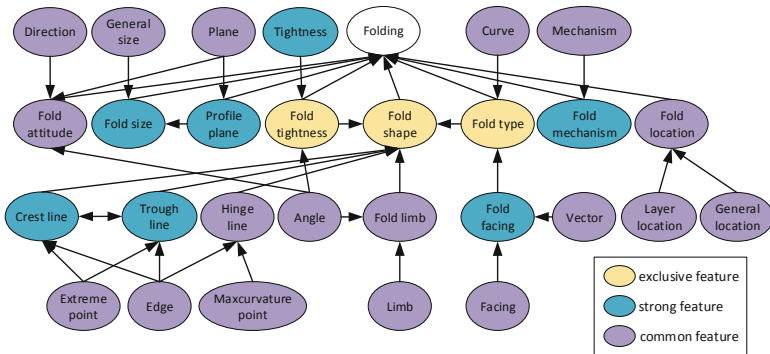 Direction
General
size
Plane
Tightness
Folding
Curve
Mechanism
Fold
attitude
Fold size
Profile
plane
Fold
tightness
Fold
shape
Fold type
Fold
mechanism
Fold
location
Crest line
Trough
line
Hinge
line
Angle
Fold limb
Fold
facing
Vector
Layer
location
General
location
Extreme
point
Edge
Maxcurvature
point
Limb
Facing
exclusive feature
strong feature
common feature